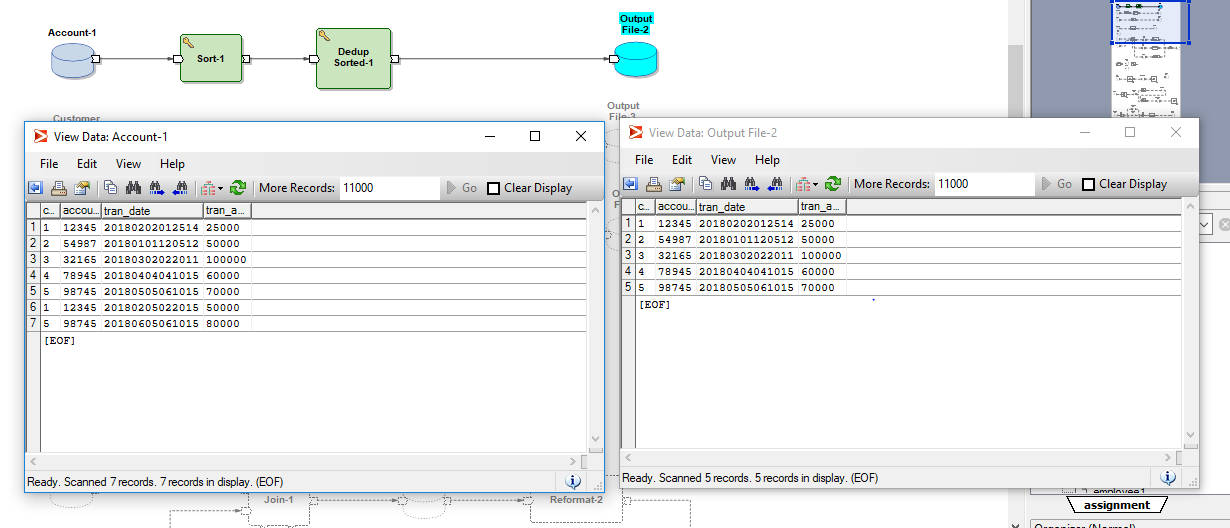 Account-1
Sort-1
Dedup
Sorted-1
Output
File-2
Customer
Output
File-3
View Data: Account-1
File Edit View Help
More Records: 11000 Go Clear Display
c... accou... tran_date tran_a...
1 1 12345 20180202012514 25000
2 2 54987 20180101120512 50000
3 3 32165 20180302022011 100000
4 4 78945 20180404041015 60000
5 5 98745 20180505061015 70000
6 1 12345 20180205022015 50000
7 5 98745 20180605061015 80000
[EOF]
Ready. Scanned 7 records. 7 records in display. (EOF)
View Data: Output File-2
File Edit View Help
More Records: 11000 Go Clear Display
c... accou... tran_date tran_a...
1 1 12345 20180202012514 25000
2 2 54987 20180101120512 50000
3 3 32165 20180302022011 100000
4 4 78945 20180404041015 60000
5 5 98745 20180505061015 70000
[EOF]
Ready. Scanned 5 records. 5 records in display. (EOF)
Join-1
Reformat-2
employee1
assignment
Organizer (Normal)